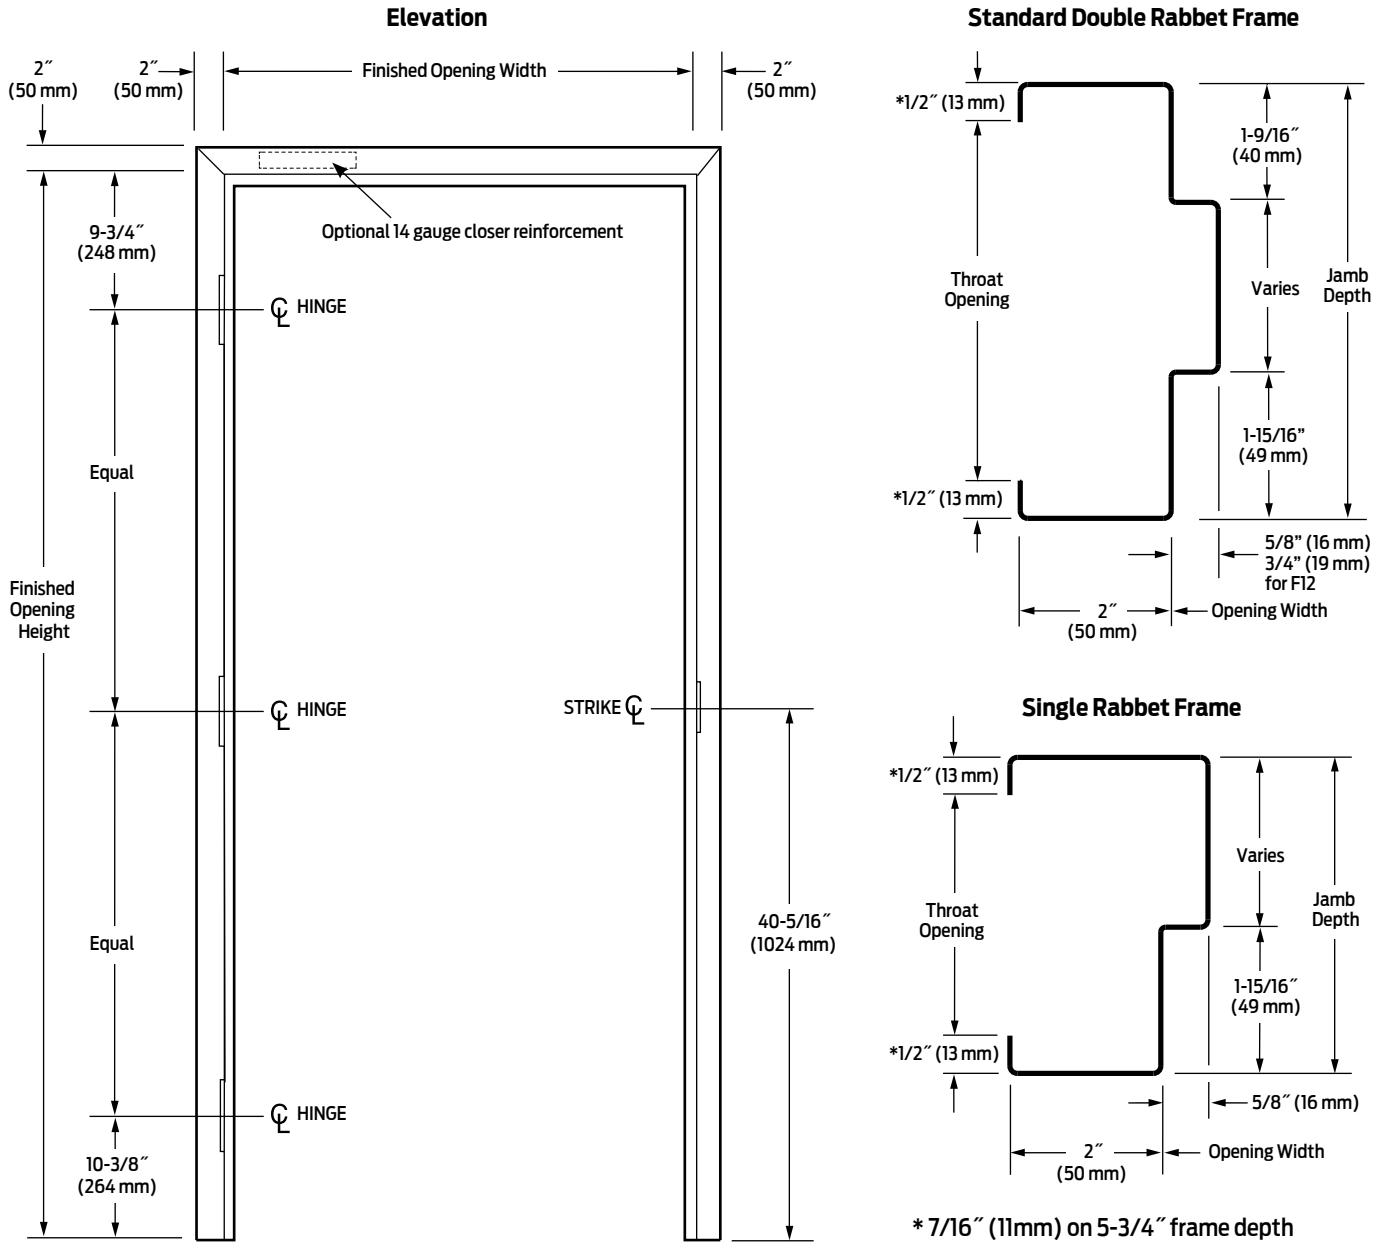 Elevation
2″
(50 mm)
2″
(50 mm)
Finished Opening Width
2″
(50 mm)
Optional 14 gauge closer reinforcement
9-3/4″
(248 mm)
℄ HINGE
Equal
Finished
Opening
Height
℄ HINGE
STRIKE ℄
Equal
40-5/16″
(1024 mm)
℄ HINGE
10-3/8″
(264 mm)
Standard Double Rabbet Frame
*1/2″ (13 mm)
1-9/16″
(40 mm)
Throat
Opening
Varies
Jamb
Depth
1-15/16”
(49 mm)
*1/2″ (13 mm)
5/8” (16 mm)
3/4” (19 mm)
for F12
2″
(50 mm)
Opening Width
Single Rabbet Frame
*1/2″ (13 mm)
Varies
Throat
Opening
Jamb
Depth
1-15/16″
(49 mm)
*1/2″ (13 mm)
5/8″ (16 mm)
2″
(50 mm)
Opening Width
* 7/16″ (11mm) on 5-3/4″ frame depth